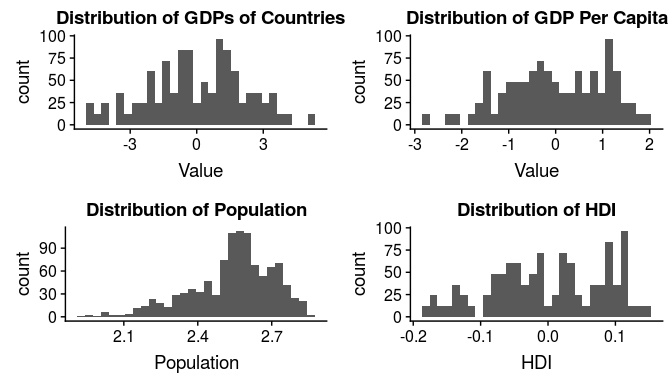 Distribution of GDPs of Countries
100
75
50
25
0
count
-3 0 3
Value
Distribution of GDP Per Capita
100
75
50
25
0
count
-3 -2 -1 0 1 2
Value
Distribution of Population
90
60
30
0
count
2.1 2.4 2.7
Population
Distribution of HDI
100
75
50
25
0
count
-0.2 -0.1 0.0 0.1
HDI